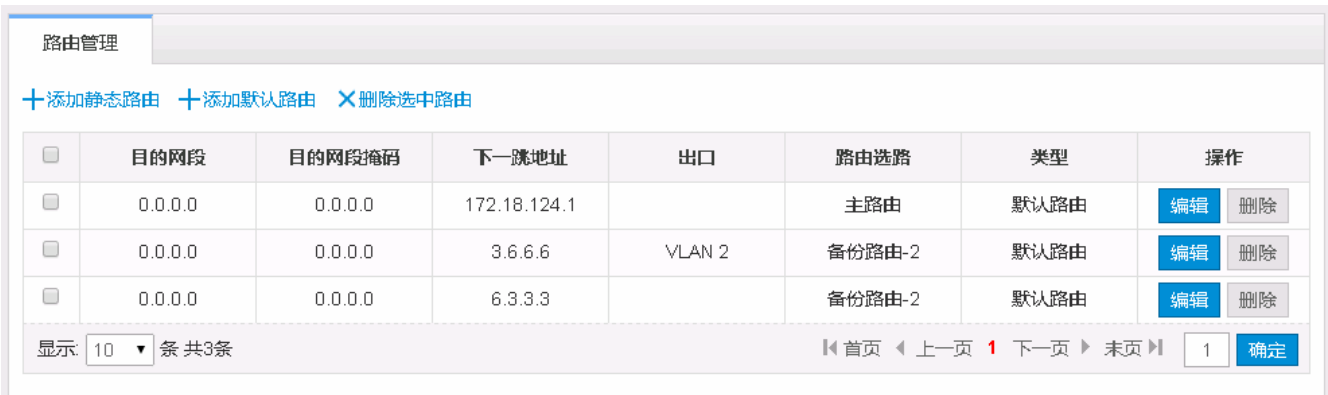 路由管理
添加静态路由 添加默认路由 删除选中路由
目的网段 目的网段掩码 下一跳地址 出口 路由选路 类型 操作
0.0.0.0 0.0.0.0 172.18.124.1 主路由 默认路由 编辑 删除
0.0.0.0 0.0.0.0 3.6.6.6 VLAN 2 备份路由-2 默认路由 编辑 删除
0.0.0.0 0.0.0.0 6.3.3.3 备份路由-2 默认路由 编辑 删除
显示: 10 条 共3条 首页 上一页 1 下一页 末页 1 确定